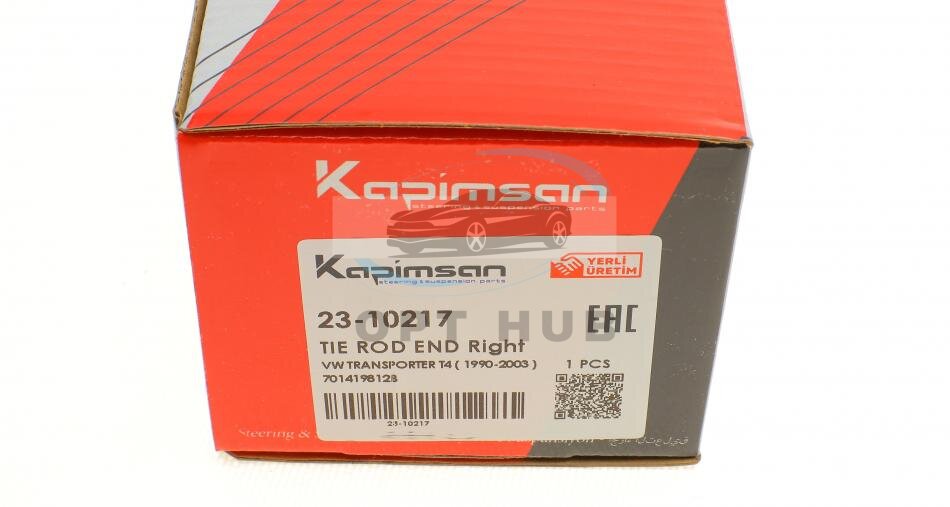 Kapimsan
steering & suspension parts
Kapimsan
steering & suspension parts
YERLİ
ÜRETİM
23-10217
OPT HUB
EAC
TIE ROD END Right
VW TRANSPORTER T4 ( 1990-2003 )
1 PCS
701419812B
23-10217
Steering &